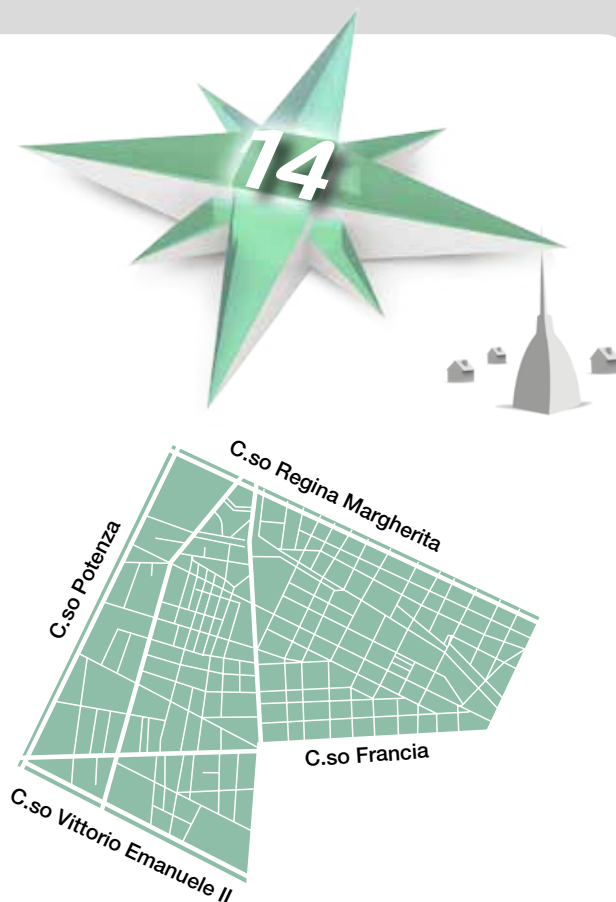 14
C.so Regina Margherita
C.so Potenza
C.so Francia
C.so Vittorio Emanuele II